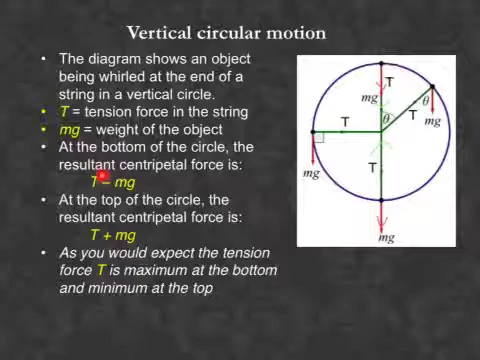 Vertical circular motion
• The diagram shows an object
being whirled at the end of a
string in a vertical circle.
• T = tension force in the string
• mg = weight of the object
• At the bottom of the circle, the
resultant centripetal force is:
T – mg
• At the top of the circle, the
resultant centripetal force is:
T + mg
• As you would expect the tension
force T is maximum at the bottom
and minimum at the top
T
mg
θ
T
mg
T
θ
mg
T
mg